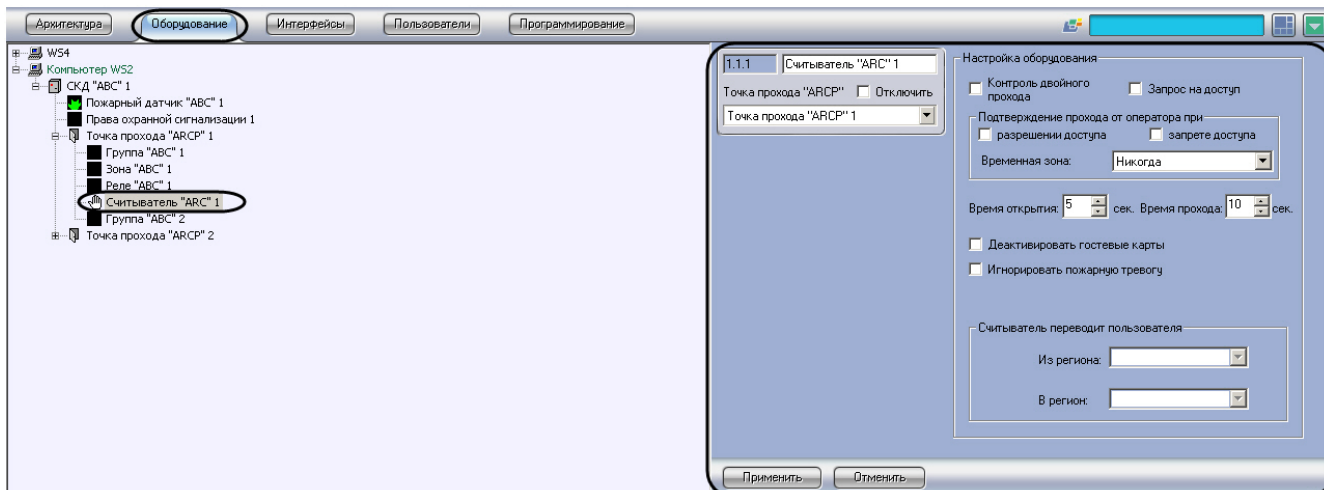 Архитектура Оборудование Интерфейсы Пользователи Программирование
WS4
Компьютер WS2
СКД "ABC" 1
Пожарный датчик "ABC" 1
Права охранной сигнализации 1
Точка прохода "ARCP" 1
Группа "ABC" 1
Зона "ABC" 1
Реле "ABC" 1
Считыватель "ARC" 1
Группа "ABC" 2
Точка прохода "ARCP" 2
1.1.1 Считыватель "ARC" 1
Точка прохода "ARCP" Отключить
Точка прохода "ARCP" 1
Настройка оборудования
Контроль двойного
прохода
Запрос на доступ
Подтверждение прохода от оператора при
разрешении доступа запрете доступа
Временная зона: Никогда
Время открытия: 5 сек. Время прохода: 10 сек.
Деактивировать гостевые карты
Игнорировать пожарную тревогу
Считыватель переводит пользователя
Из региона:
В регион:
Применить Отменить